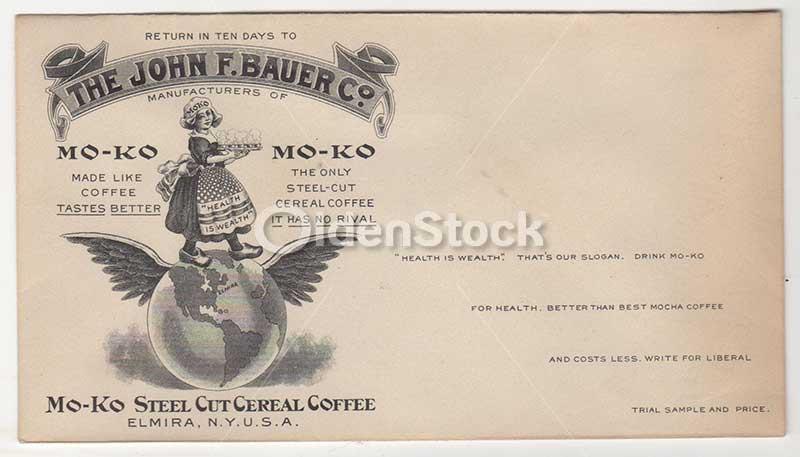 RETURN IN TEN DAYS TO
THE JOHN F. BAUER Co.
MANUFACTURERS OF
MOKO
MO-KO
MADE LIKE
COFFEE
TASTES BETTER
MO-KO
THE ONLY
STEEL-CUT
CEREAL COFFEE
IT HAS NO RIVAL
"HEALTH
IS WEALTH"
OldenStock
ELMIRA
"HEALTH IS WEALTH". THAT'S OUR SLOGAN. DRINK MO-KO
FOR HEALTH. BETTER THAN BEST MOCHA COFFEE
AND COSTS LESS. WRITE FOR LIBERAL
TRIAL SAMPLE AND PRICE.
MO-KO STEEL CUT CEREAL COFFEE
ELMIRA, N.Y. U.S.A.